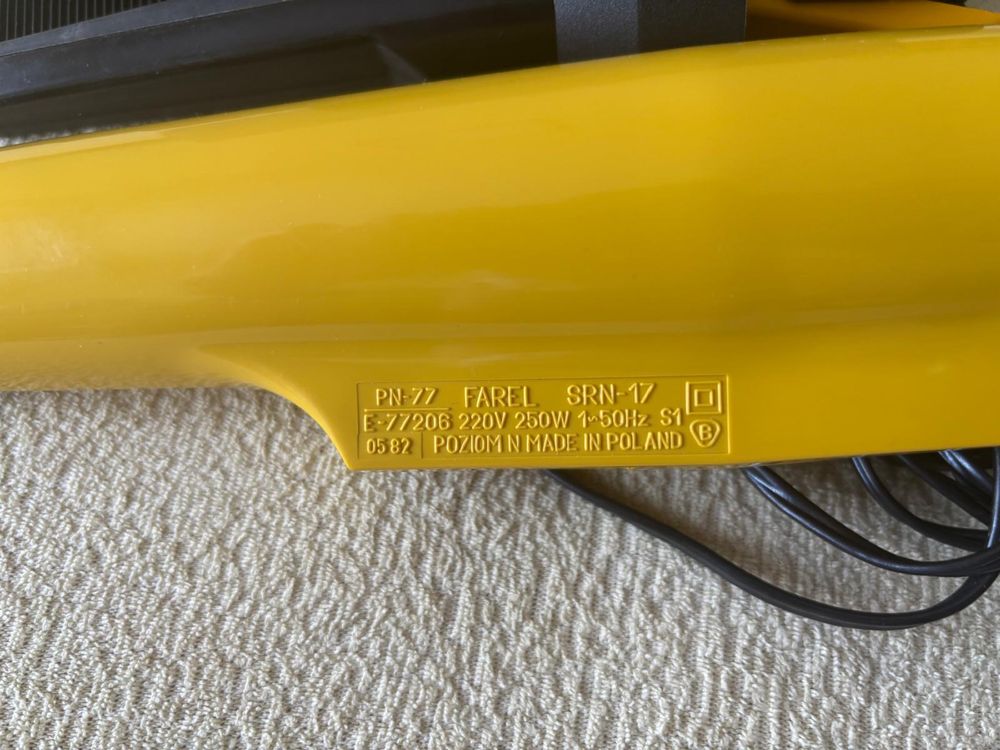 PN-77 FAREL SRN-17
E-77206 220V 250W 1~50Hz S1
05 82 POZIOM N MADE IN POLAND B